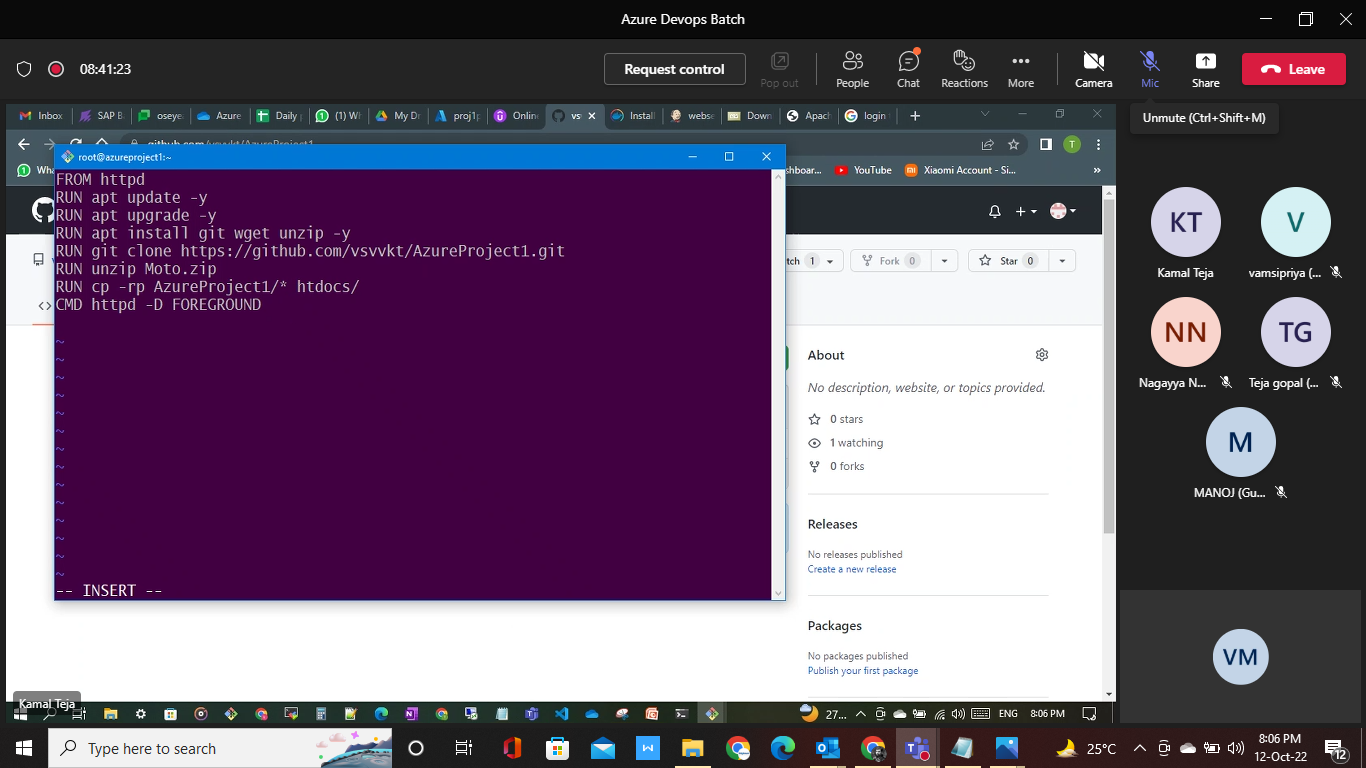 Azure Devops Batch
08:41:23
Request control
Pop out
People
Chat
Reactions
More
Camera
Mic
Share
Leave
Unmute (Ctrl+Shift+M)
Inbox
SAP B.
oseye
Azure
Daily
(1) W
My Dr
proj1
Onlin
vs
Instal
webse
Down
Apac
login
T
YouTube
Xiaomi Account - Si...
»
root@azureproject1:~
FROM httpd
RUN apt update -y
RUN apt upgrade -y
RUN apt install git wget unzip -y
RUN git clone https://github.com/vsvvkt/AzureProject1.git
RUN unzip Moto.zip
RUN cp -rp AzureProject1/* htdocs/
CMD httpd -D FOREGROUND
~
~
~
~
~
~
~
~
~
~
~
~
~
~
-- INSERT --
tch 1
Fork 0
Star 0
About
No description, website, or topics provided.
0 stars
1 watching
0 forks
Releases
No releases published
Create a new release
Packages
No packages published
Publish your first package
KT
Kamal Teja
V
vamsipriya (...
NN
Nagayya N...
TG
Teja gopal (...
M
MANOJ (Gu...
VM
Kamal Teja
27...
ENG
8:06 PM
Type here to search
25°C
8:06 PM
12-Oct-22
12